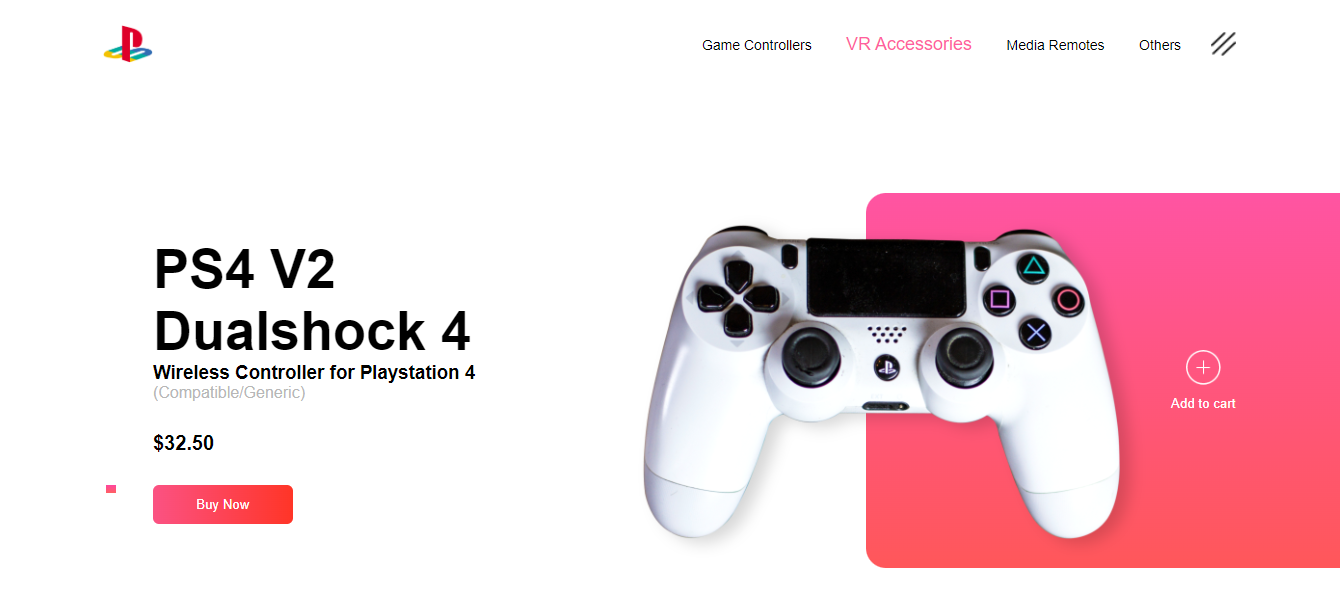 Game Controllers VR Accessories Media Remotes Others
PS4 V2
Dualshock 4
Wireless Controller for Playstation 4
(Compatible/Generic)
$32.50
Buy Now
Add to cart